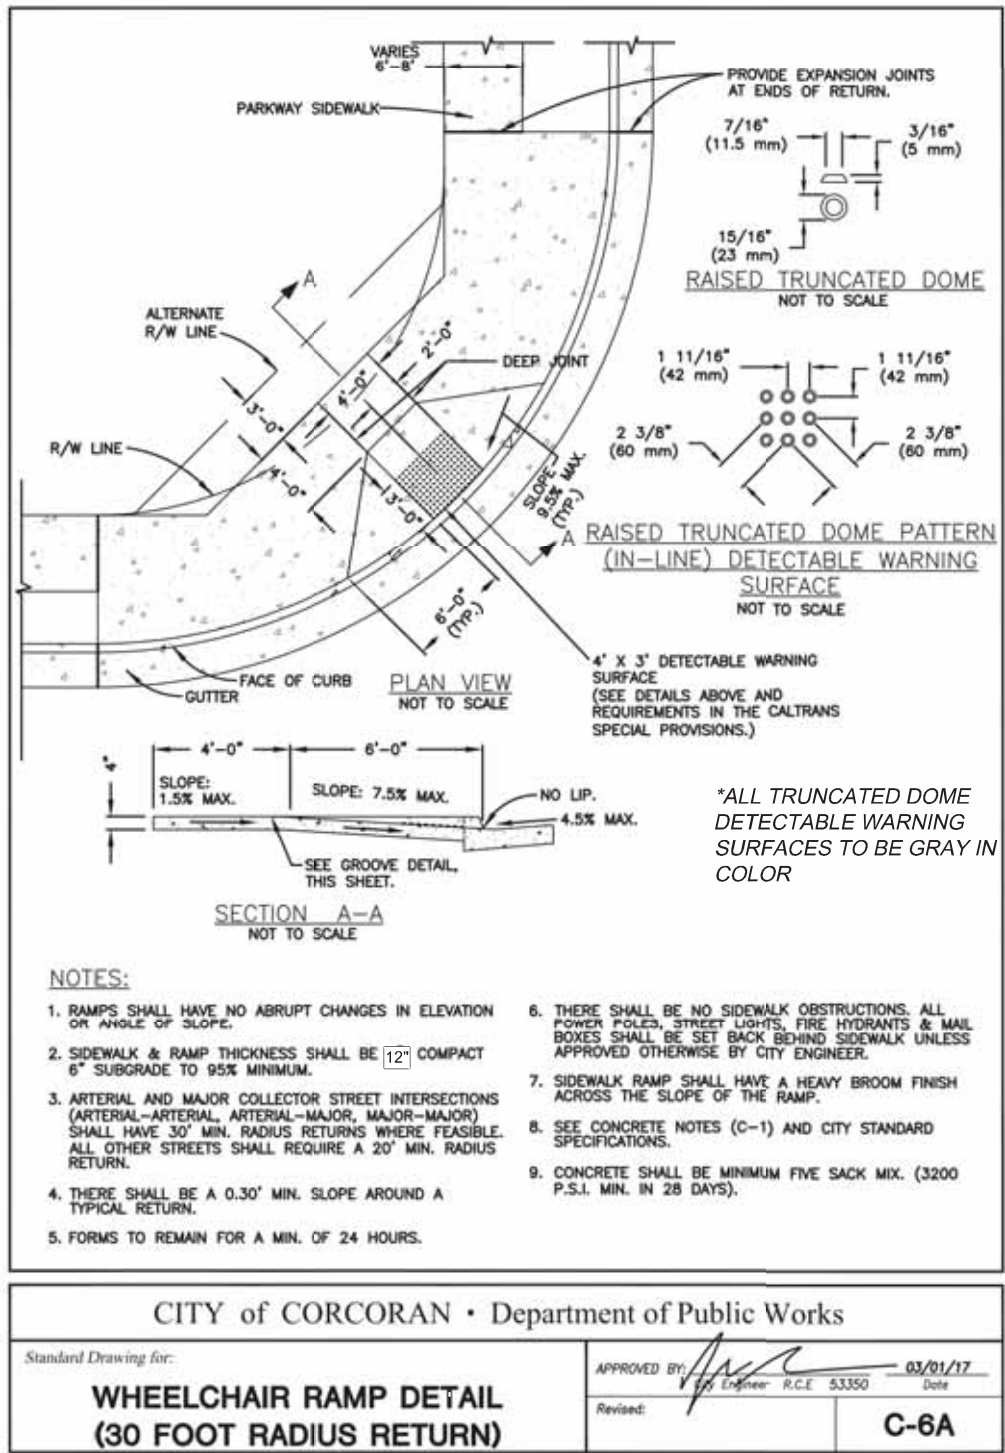 VARIES
6'-8'
PROVIDE EXPANSION JOINTS
AT ENDS OF RETURN.
PARKWAY SIDEWALK
7/16"
(11.5 mm)
3/16"
(5 mm)
15/16"
(23 mm)
RAISED TRUNCATED DOME
NOT TO SCALE
A
ALTERNATE
R/W LINE
2'-0"
DEEP JOINT
4'-0"
3'-0"
1 11/16"
(42 mm)
1 11/16"
(42 mm)
R/W LINE
4'-0"
3'-0"
SLOPE
9.5% MAX.
(TYP.)
2 3/8"
(60 mm)
2 3/8"
(60 mm)
A
RAISED TRUNCATED DOME PATTERN
(IN-LINE) DETECTABLE WARNING
SURFACE
NOT TO SCALE
6'-0"
(TYP.)
FACE OF CURB
GUTTER
PLAN VIEW
NOT TO SCALE
4' X 3' DETECTABLE WARNING
SURFACE
(SEE DETAILS ABOVE AND
REQUIREMENTS IN THE CALTRANS
SPECIAL PROVISIONS.)
4"
4'-0"
6'-0"
SLOPE:
1.5% MAX.
SLOPE: 7.5% MAX.
NO LIP.
4.5% MAX.
SEE GROOVE DETAIL,
THIS SHEET.
SECTION A-A
NOT TO SCALE
*ALL TRUNCATED DOME
DETECTABLE WARNING
SURFACES TO BE GRAY IN
COLOR
NOTES:
1. RAMPS SHALL HAVE NO ABRUPT CHANGES IN ELEVATION
OR ANGLE OF SLOPE.
2. SIDEWALK & RAMP THICKNESS SHALL BE 12" COMPACT
6" SUBGRADE TO 95% MINIMUM.
3. ARTERIAL AND MAJOR COLLECTOR STREET INTERSECTIONS
(ARTERIAL-ARTERIAL, ARTERIAL-MAJOR, MAJOR-MAJOR)
SHALL HAVE 30' MIN. RADIUS RETURNS WHERE FEASIBLE.
ALL OTHER STREETS SHALL REQUIRE A 20' MIN. RADIUS
RETURN.
4. THERE SHALL BE A 0.30' MIN. SLOPE AROUND A
TYPICAL RETURN.
5. FORMS TO REMAIN FOR A MIN. OF 24 HOURS.
6. THERE SHALL BE NO SIDEWALK OBSTRUCTIONS. ALL
POWER POLES, STREET LIGHTS, FIRE HYDRANTS & MAIL
BOXES SHALL BE SET BACK BEHIND SIDEWALK UNLESS
APPROVED OTHERWISE BY CITY ENGINEER.
7. SIDEWALK RAMP SHALL HAVE A HEAVY BROOM FINISH
ACROSS THE SLOPE OF THE RAMP.
8. SEE CONCRETE NOTES (C-1) AND CITY STANDARD
SPECIFICATIONS.
9. CONCRETE SHALL BE MINIMUM FIVE SACK MIX. (3200
P.S.I. MIN. IN 28 DAYS).
CITY of CORCORAN • Department of Public Works
Standard Drawing for:
WHEELCHAIR RAMP DETAIL
(30 FOOT RADIUS RETURN)
APPROVED BY: 03/01/17
City Engineer R.C.E 53350 Date
Revised:
C-6A